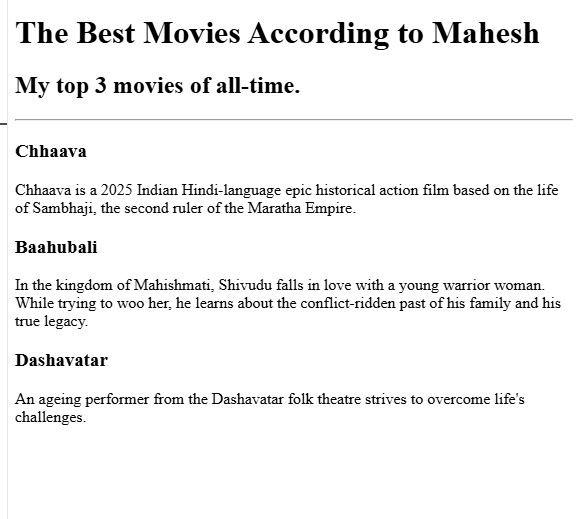 The Best Movies According to Mahesh
My top 3 movies of all-time.
Chhaava
Chhaava is a 2025 Indian Hindi-language epic historical action film based on the life
of Sambhaji, the second ruler of the Maratha Empire.
Baahubali
In the kingdom of Mahishmati, Shivudu falls in love with a young warrior woman.
While trying to woo her, he learns about the conflict-ridden past of his family and his
true legacy.
Dashavatar
An ageing performer from the Dashavatar folk theatre strives to overcome life's
challenges.